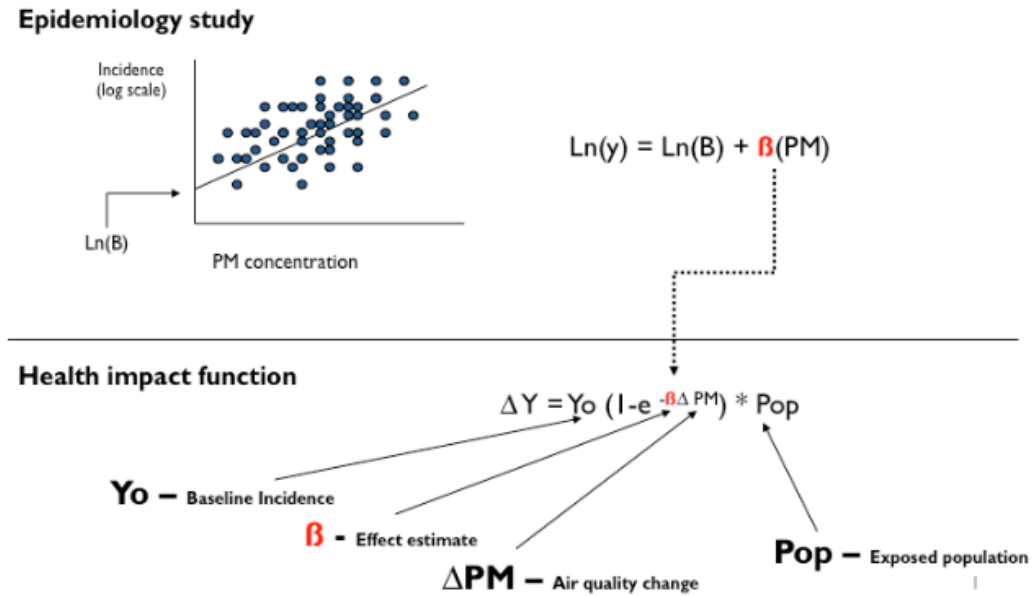 Epidemiology study
Incidence
(log scale)
Ln(y) = Ln(B) + ß(PM)
Ln(B)
PM concentration
Health impact function
ΔY = Yo (1-e -ßΔ PM) * Pop
Yo – Baseline Incidence
ß - Effect estimate
Pop – Exposed population
ΔPM – Air quality change